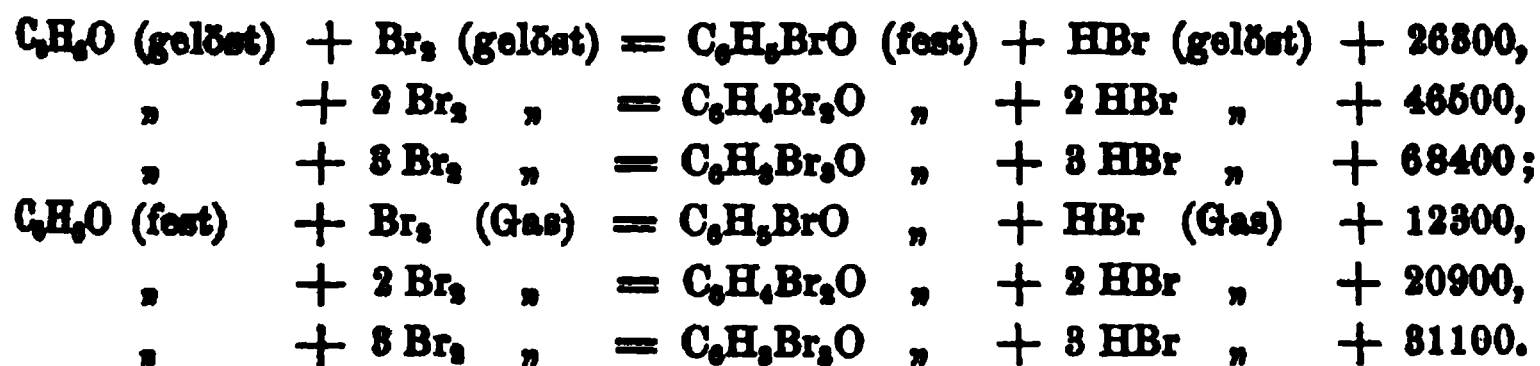 C₆H₆O (gelöst) + Br₂ (gelöst) = C₆H₅BrO (fest) + HBr (gelöst) + 26300,
„ + 2 Br₂ „ = C₆H₄Br₂O „ + 2 HBr „ + 46500,
„ + 3 Br₂ „ = C₆H₃Br₃O „ + 3 HBr „ + 68400;
C₆H₆O (fest) + Br₂ (Gas) = C₆H₅BrO „ + HBr (Gas) + 12300,
„ + 2 Br₂ „ = C₆H₄Br₂O „ + 2 HBr „ + 20900,
„ + 3 Br₂ „ = C₆H₃Br₃O „ + 3 HBr „ + 31100.